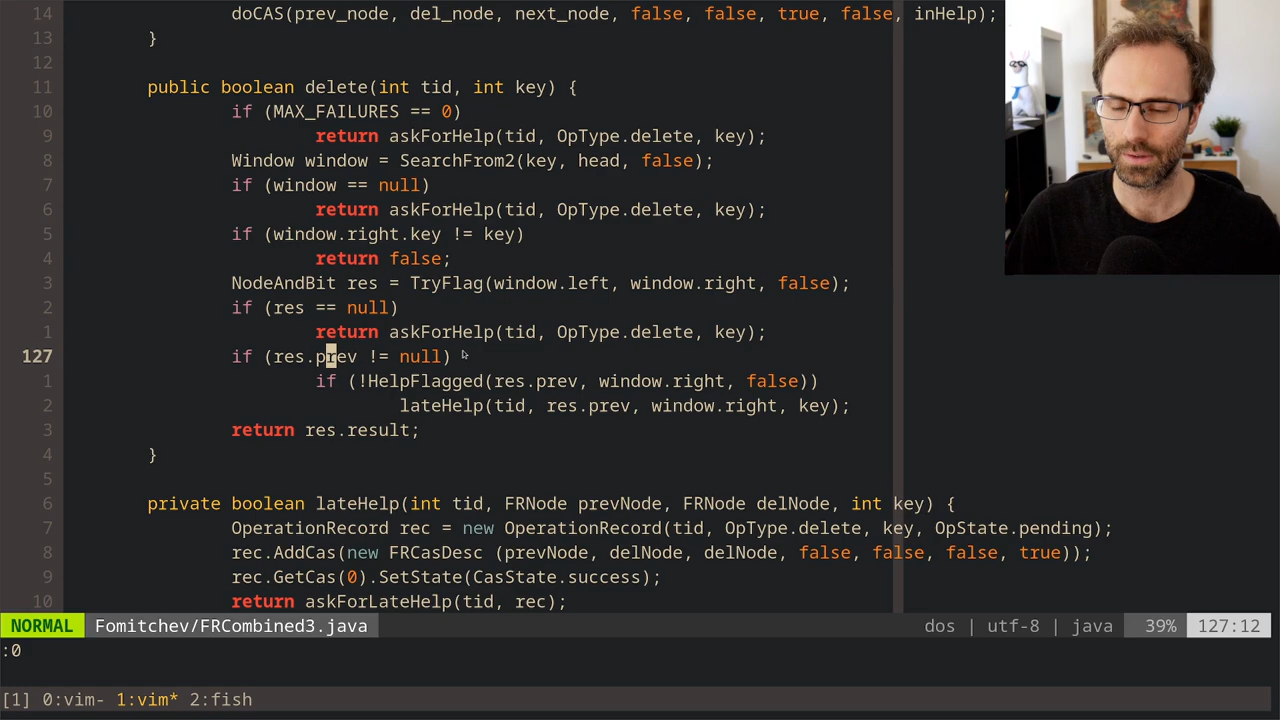 14 doCAS(prev_node, del_node, next_node, false, false, true, false, inHelp);
13 }
12
11 public boolean delete(int tid, int key) {
10 if (MAX_FAILURES == 0)
9 return askForHelp(tid, OpType.delete, key);
8 Window window = SearchFrom2(key, head, false);
7 if (window == null)
6 return askForHelp(tid, OpType.delete, key);
5 if (window.right.key != key)
4 return false;
3 NodeAndBit res = TryFlag(window.left, window.right, false);
2 if (res == null)
1 return askForHelp(tid, OpType.delete, key);
127 if (res.prev != null)
1 if (!HelpFlagged(res.prev, window.right, false))
2 lateHelp(tid, res.prev, window.right, key);
3 return res.result;
4 }
5
6 private boolean lateHelp(int tid, FRNode prevNode, FRNode delNode, int key) {
7 OperationRecord rec = new OperationRecord(tid, OpType.delete, key, OpState.pending);
8 rec.AddCas(new FRCasDesc (prevNode, delNode, delNode, false, false, false, true));
9 rec.GetCas(0).SetState(CasState.success);
10 return askForLateHelp(tid, rec);
NORMAL Fomitchev/FRCombined3.java dos | utf-8 | java 39% 127:12
:0
[1] 0:vim- 1:vim* 2:fish